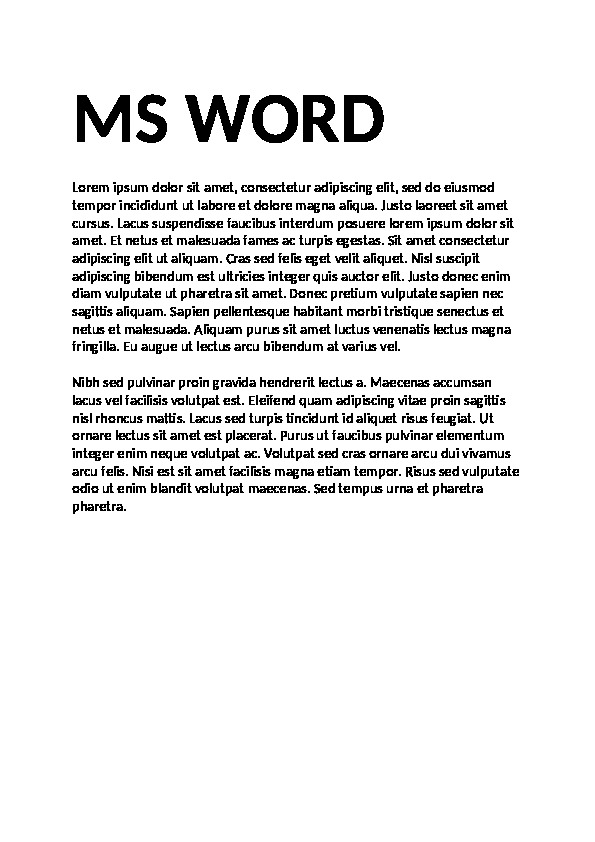 MS WORD
Lorem ipsum dolor sit amet, consectetur adipiscing elit, sed do eiusmod
tempor incididunt ut labore et dolore magna aliqua. Justo laoreet sit amet
cursus. Lacus suspendisse faucibus interdum posuere lorem ipsum dolor sit
amet. Et netus et malesuada fames ac turpis egestas. Sit amet consectetur
adipiscing elit ut aliquam. Cras sed felis eget velit aliquet. Nisl suscipit
adipiscing bibendum est ultricies integer quis auctor elit. Justo donec enim
diam vulputate ut pharetra sit amet. Donec pretium vulputate sapien nec
sagittis aliquam. Sapien pellentesque habitant morbi tristique senectus et
netus et malesuada. Aliquam purus sit amet luctus venenatis lectus magna
fringilla. Eu augue ut lectus arcu bibendum at varius vel.
Nibh sed pulvinar proin gravida hendrerit lectus a. Maecenas accumsan
lacus vel facilisis volutpat est. Eleifend quam adipiscing vitae proin sagittis
nisl rhoncus mattis. Lacus sed turpis tincidunt id aliquet risus feugiat. Ut
ornare lectus sit amet est placerat. Purus ut faucibus pulvinar elementum
integer enim neque volutpat ac. Volutpat sed cras ornare arcu dui vivamus
arcu felis. Nisi est sit amet facilisis magna etiam tempor. Risus sed vulputate
odio ut enim blandit volutpat maecenas. Sed tempus urna et pharetra
pharetra.